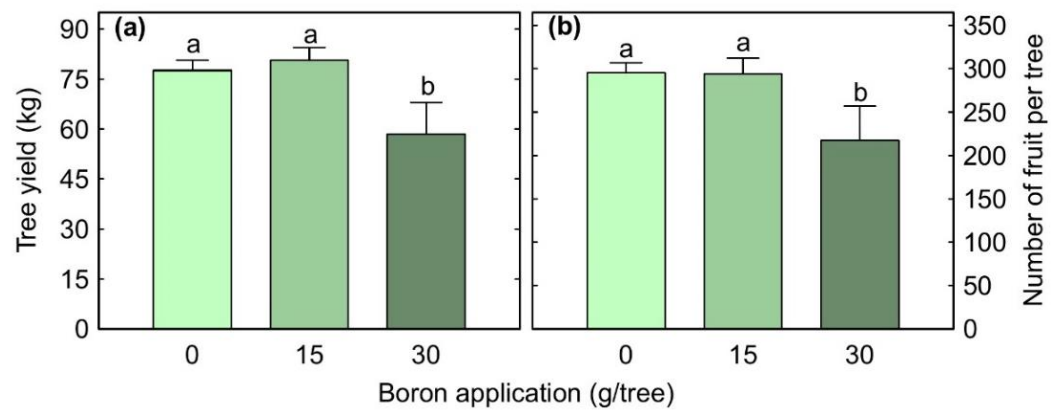 (a)
Tree yield (kg)
90
75
60
45
30
15
0
a
a
b
0
15
30
(b)
a
a
b
0
15
30
350
300
250
200
150
100
50
0
Number of fruit per tree
Boron application (g/tree)